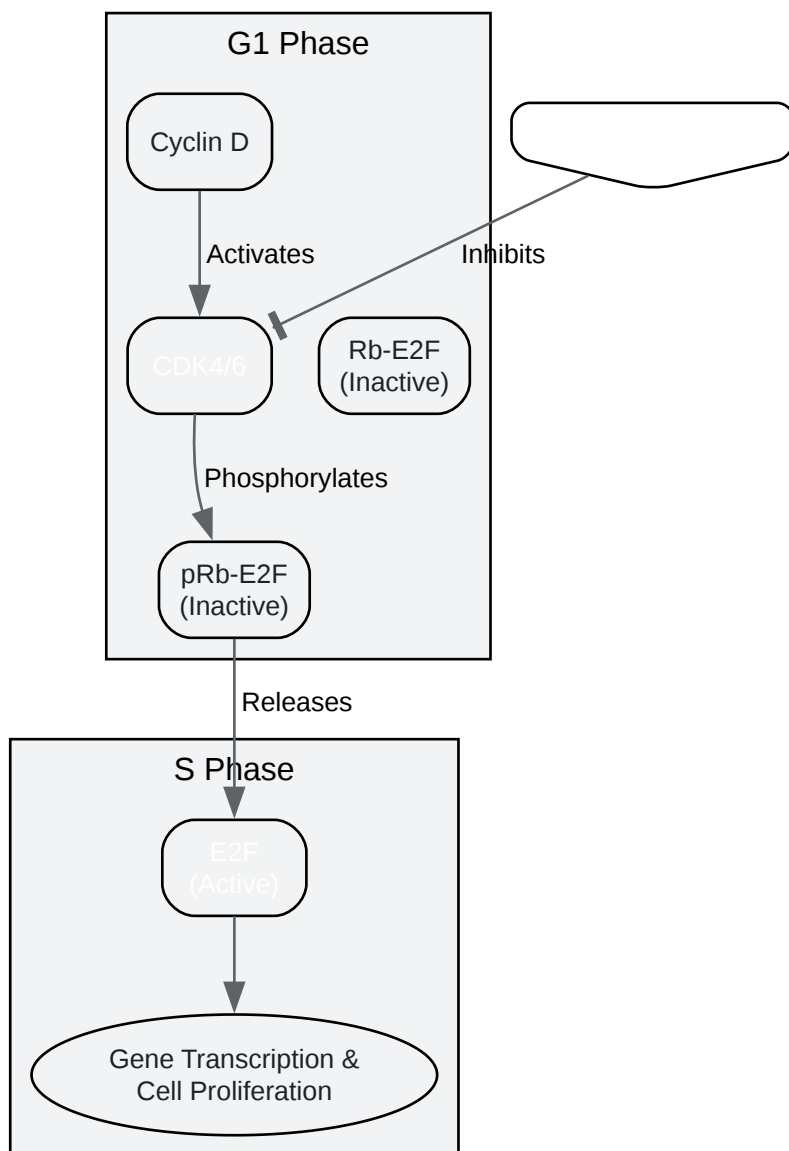 G1 Phase
Cyclin D
Activates
Inhibits
CDK4/6
Rb-E2F
(Inactive)
Phosphorylates
pRb-E2F
(Inactive)
Releases
S Phase
E2F
(Active)
Gene Transcription &
Cell Proliferation